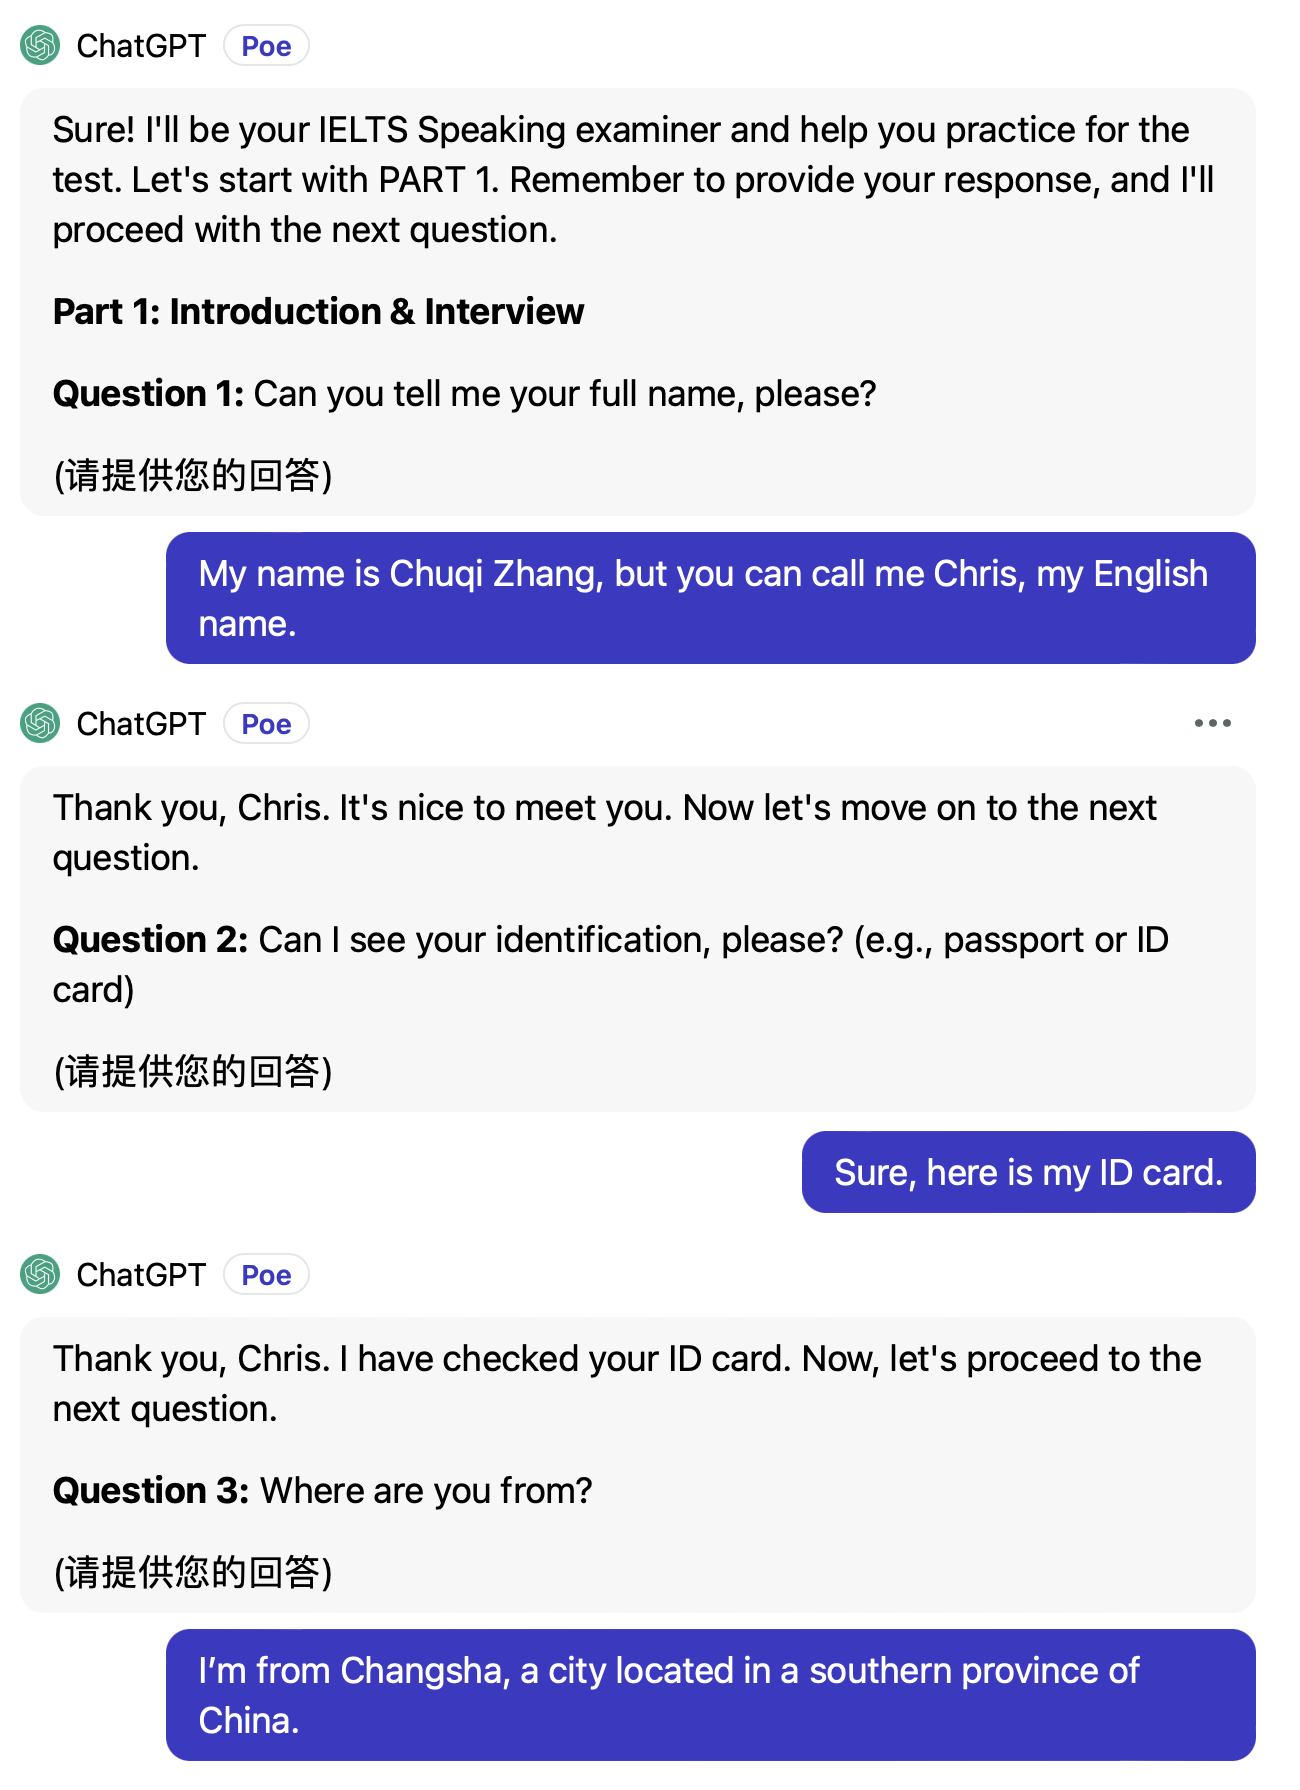 ChatGPT Poe
Sure! I'll be your IELTS Speaking examiner and help you practice for the
test. Let's start with PART 1. Remember to provide your response, and I'll
proceed with the next question.
Part 1: Introduction & Interview
Question 1: Can you tell me your full name, please?
(请提供您的回答)
My name is Chuqi Zhang, but you can call me Chris, my English
name.
ChatGPT Poe
Thank you, Chris. It's nice to meet you. Now let's move on to the next
question.
Question 2: Can I see your identification, please? (e.g., passport or ID
card)
(请提供您的回答)
Sure, here is my ID card.
ChatGPT Poe
Thank you, Chris. I have checked your ID card. Now, let's proceed to the
next question.
Question 3: Where are you from?
(请提供您的回答)
I’m from Changsha, a city located in a southern province of
China.